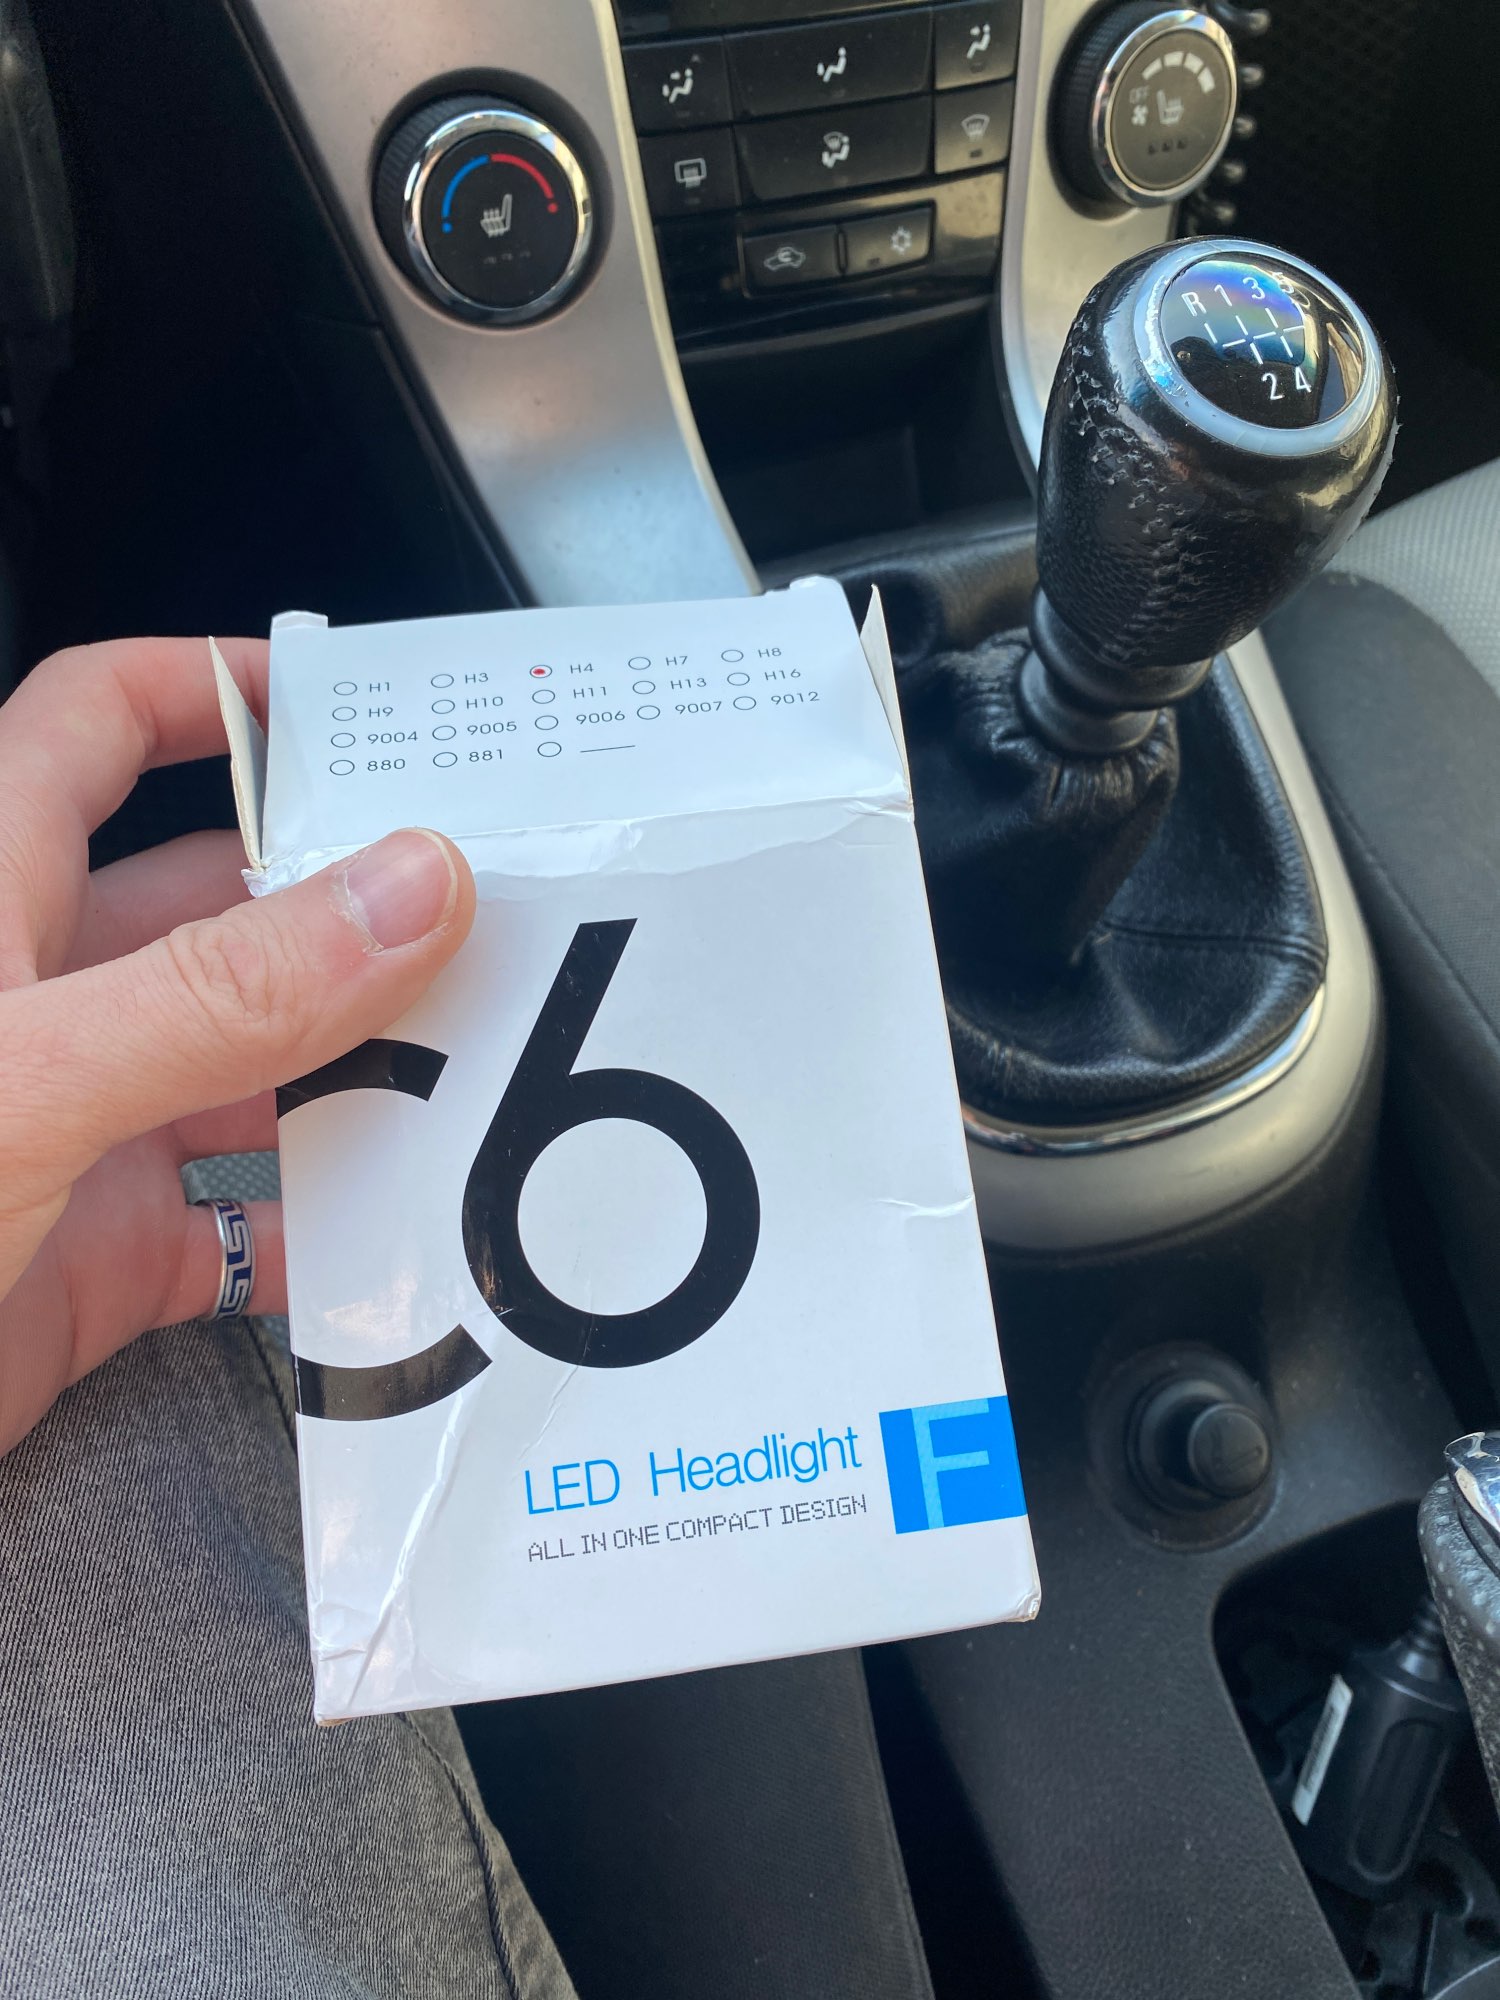 OFF
R 1 3 5
2 4
H1 H3 H4 H7 H8
H9 H10 H11 H13 H16
9004 9005 9006 9007 9012
880 881
C6
LED Headlight
ALL IN ONE COMPACT DESIGN
F